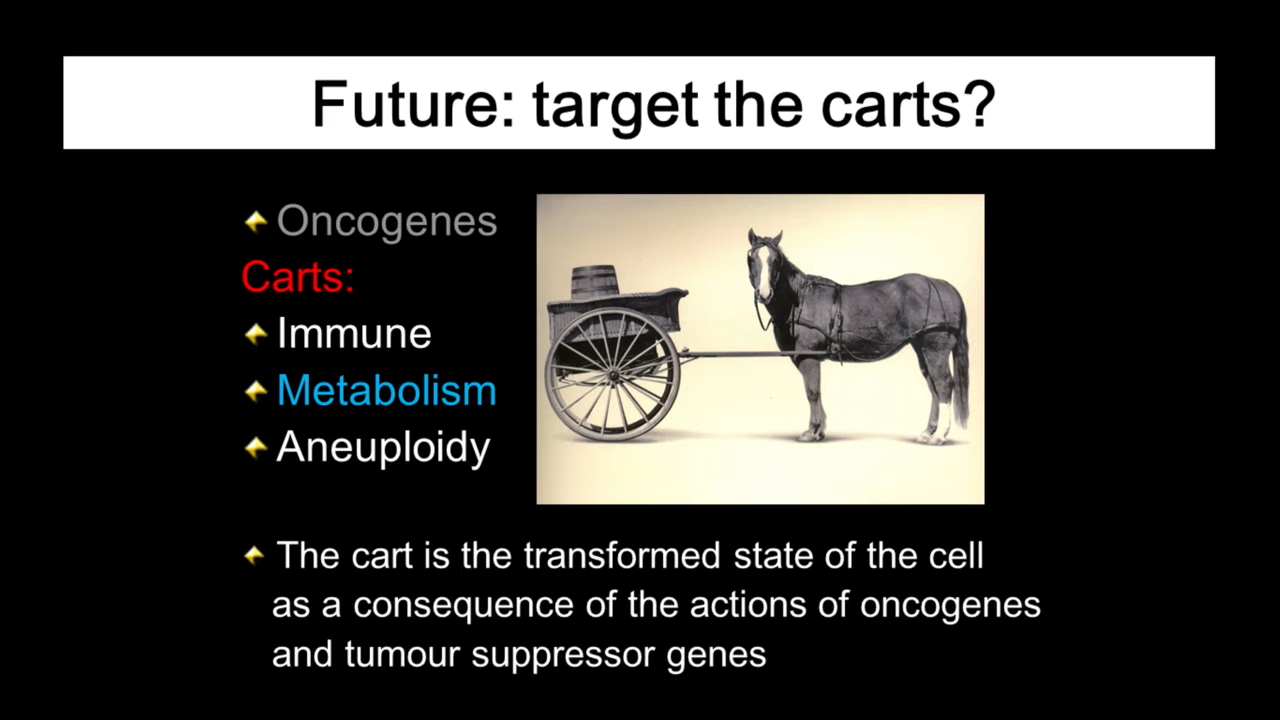 Future: target the carts?
Oncogenes
Carts:
Immune
Metabolism
Aneuploidy
The cart is the transformed state of the cell
as a consequence of the actions of oncogenes
and tumour suppressor genes